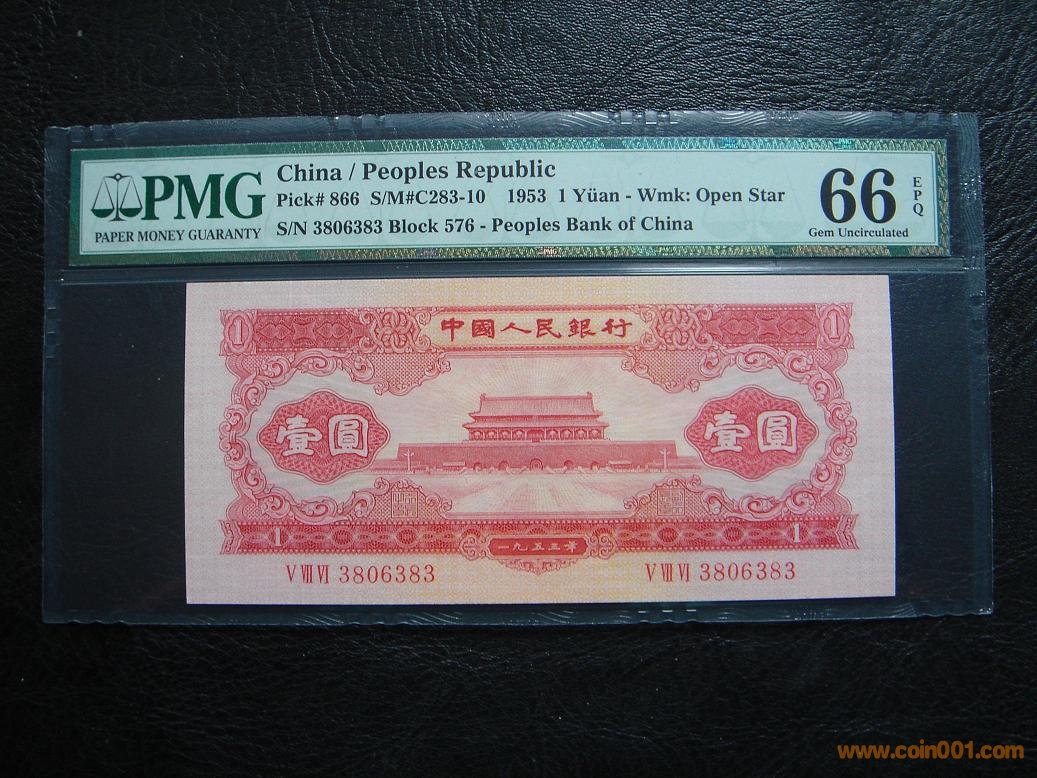 PMG
PAPER MONEY GUARANTY
China / Peoples Republic
Pick# 866 S/M#C283-10 1953 1 Yüan - Wmk: Open Star
S/N 3806383 Block 576 - Peoples Bank of China
66
EPQ
Gem Uncirculated
1 中國人民銀行 1
壹圓 壹圓
1 一九五三年 1
V VII VI 3806383 V VII VI 3806383
www.coin001.com